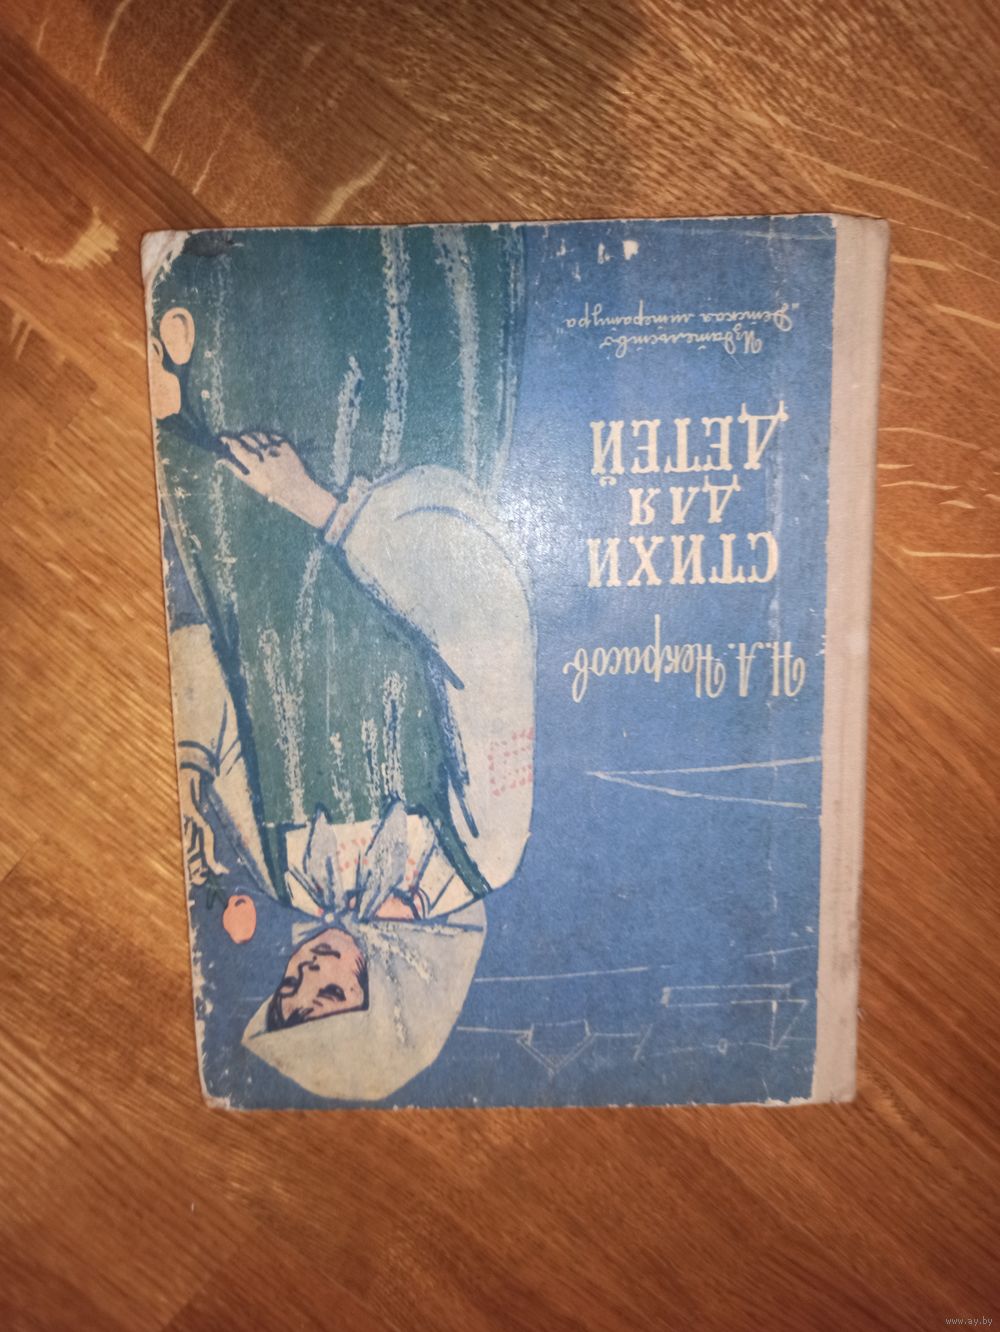 Н.А. Некрасов
СТИХИ
ДЛЯ
ДЕТЕЙ
Издательство
„Детская литература"
www.ay.by